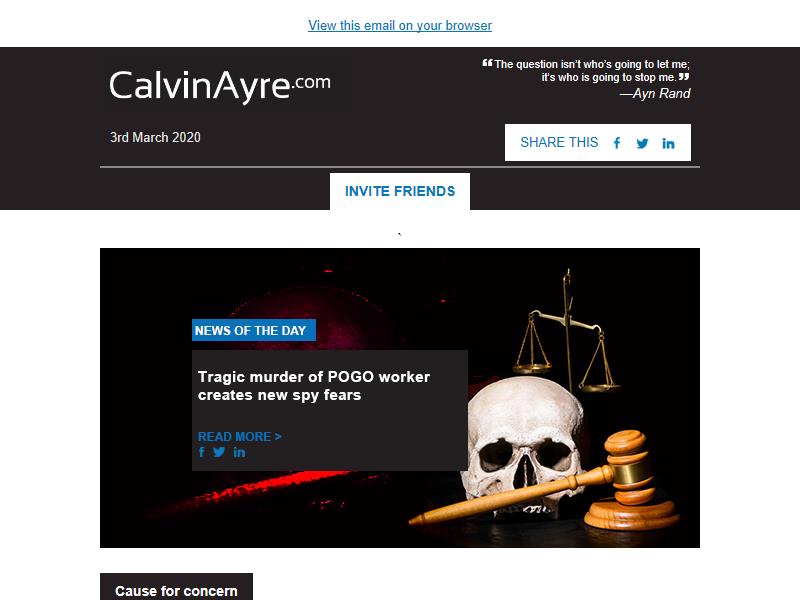 View this email on your browser
CalvinAyre.com
“The question isn’t who’s going to let me;
it’s who is going to stop me.”
—Ayn Rand
3rd March 2020
SHARE THIS
INVITE FRIENDS
`
NEWS OF THE DAY
Tragic murder of POGO worker
creates new spy fears
READ MORE >
Cause for concern